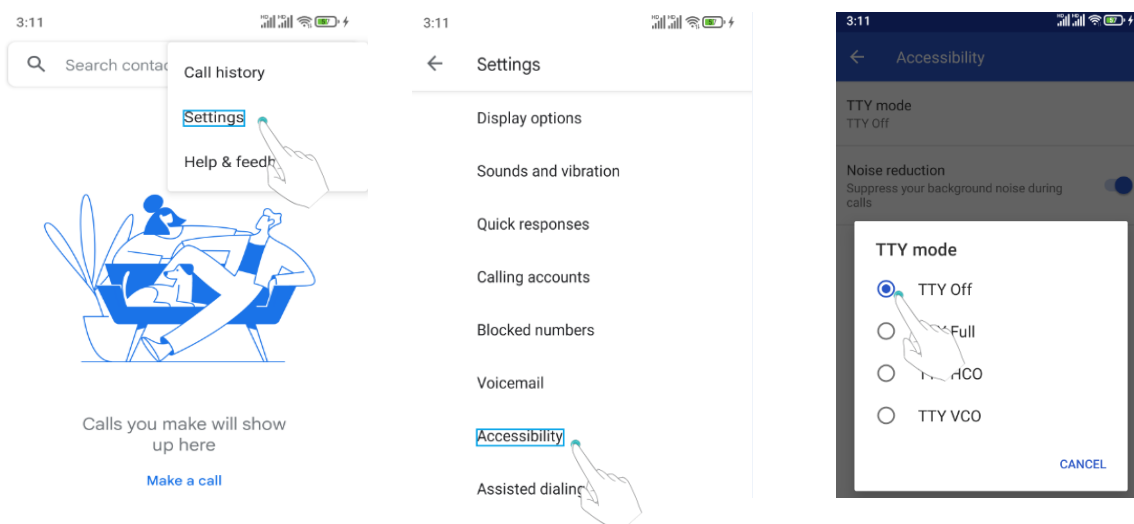 3:11
Search contac
Call history
Settings
Help & feedb
Calls you make will show
up here
Make a call
3:11
Settings
Display options
Sounds and vibration
Quick responses
Calling accounts
Blocked numbers
Voicemail
Accessibility
Assisted dialing
3:11
Accessibility
TTY mode
TTY Off
Noise reduction
Suppress your background noise during
calls
TTY mode
TTY Off
Full
HCO
TTY VCO
CANCEL